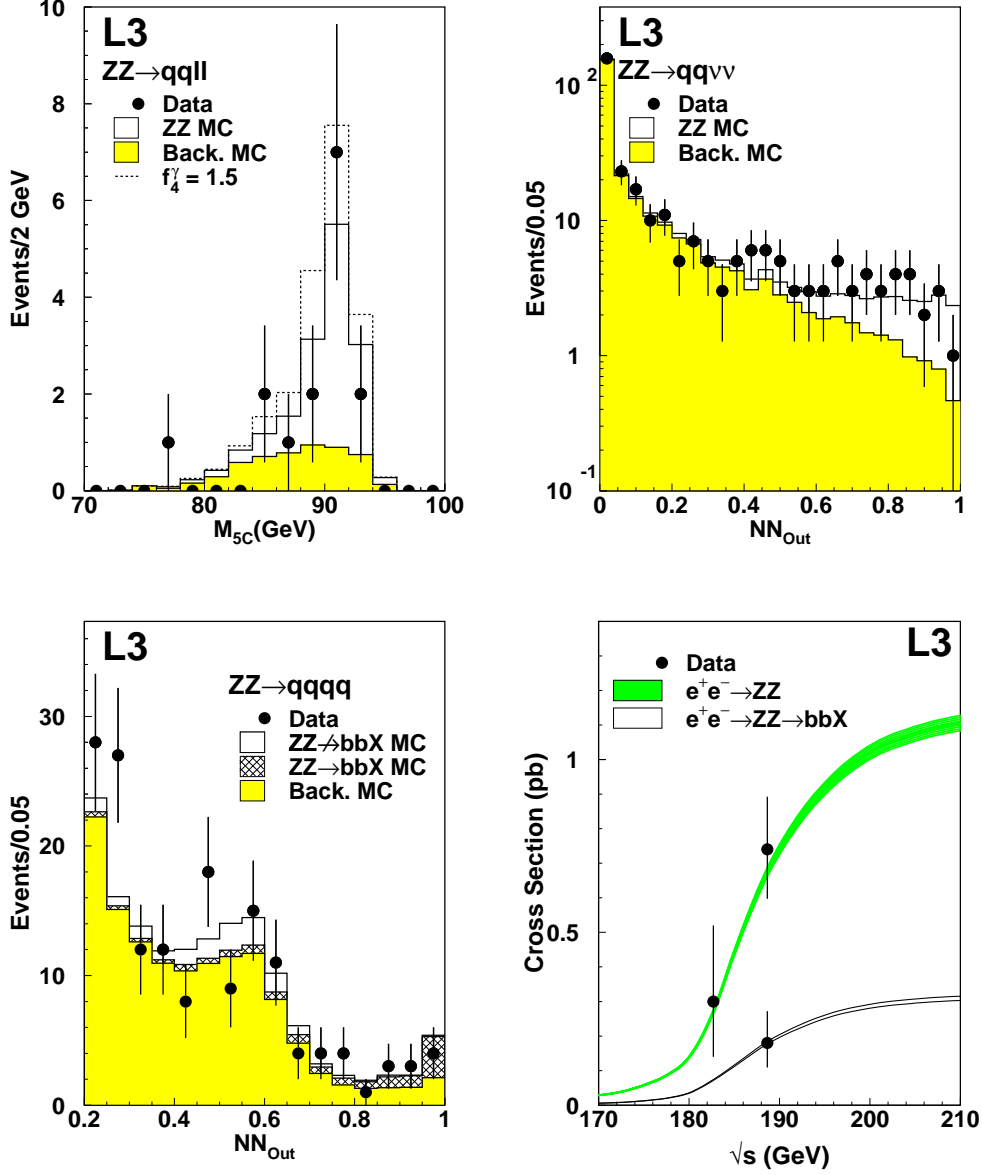 L3
ZZ→qqll
Data
ZZ MC
Back. MC
f₄^γ = 1.5
Events/2 GeV
10
8
6
4
2
0
70 80 90 100
M₅C(GeV)
L3
ZZ→qqνν
Data
ZZ MC
Back. MC
Events/0.05
10²
10
1
10⁻¹
0 0.2 0.4 0.6 0.8 1
NN_Out
L3
ZZ→qqqq
Data
ZZ↛bbX MC
ZZ→bbX MC
Back. MC
Events/0.05
30
20
10
0
0.2 0.4 0.6 0.8 1
NN_Out
L3
Data
e⁺e⁻→ZZ
e⁺e⁻→ZZ→bbX
Cross Section (pb)
1
0.5
0
170 180 190 200 210
√s (GeV)